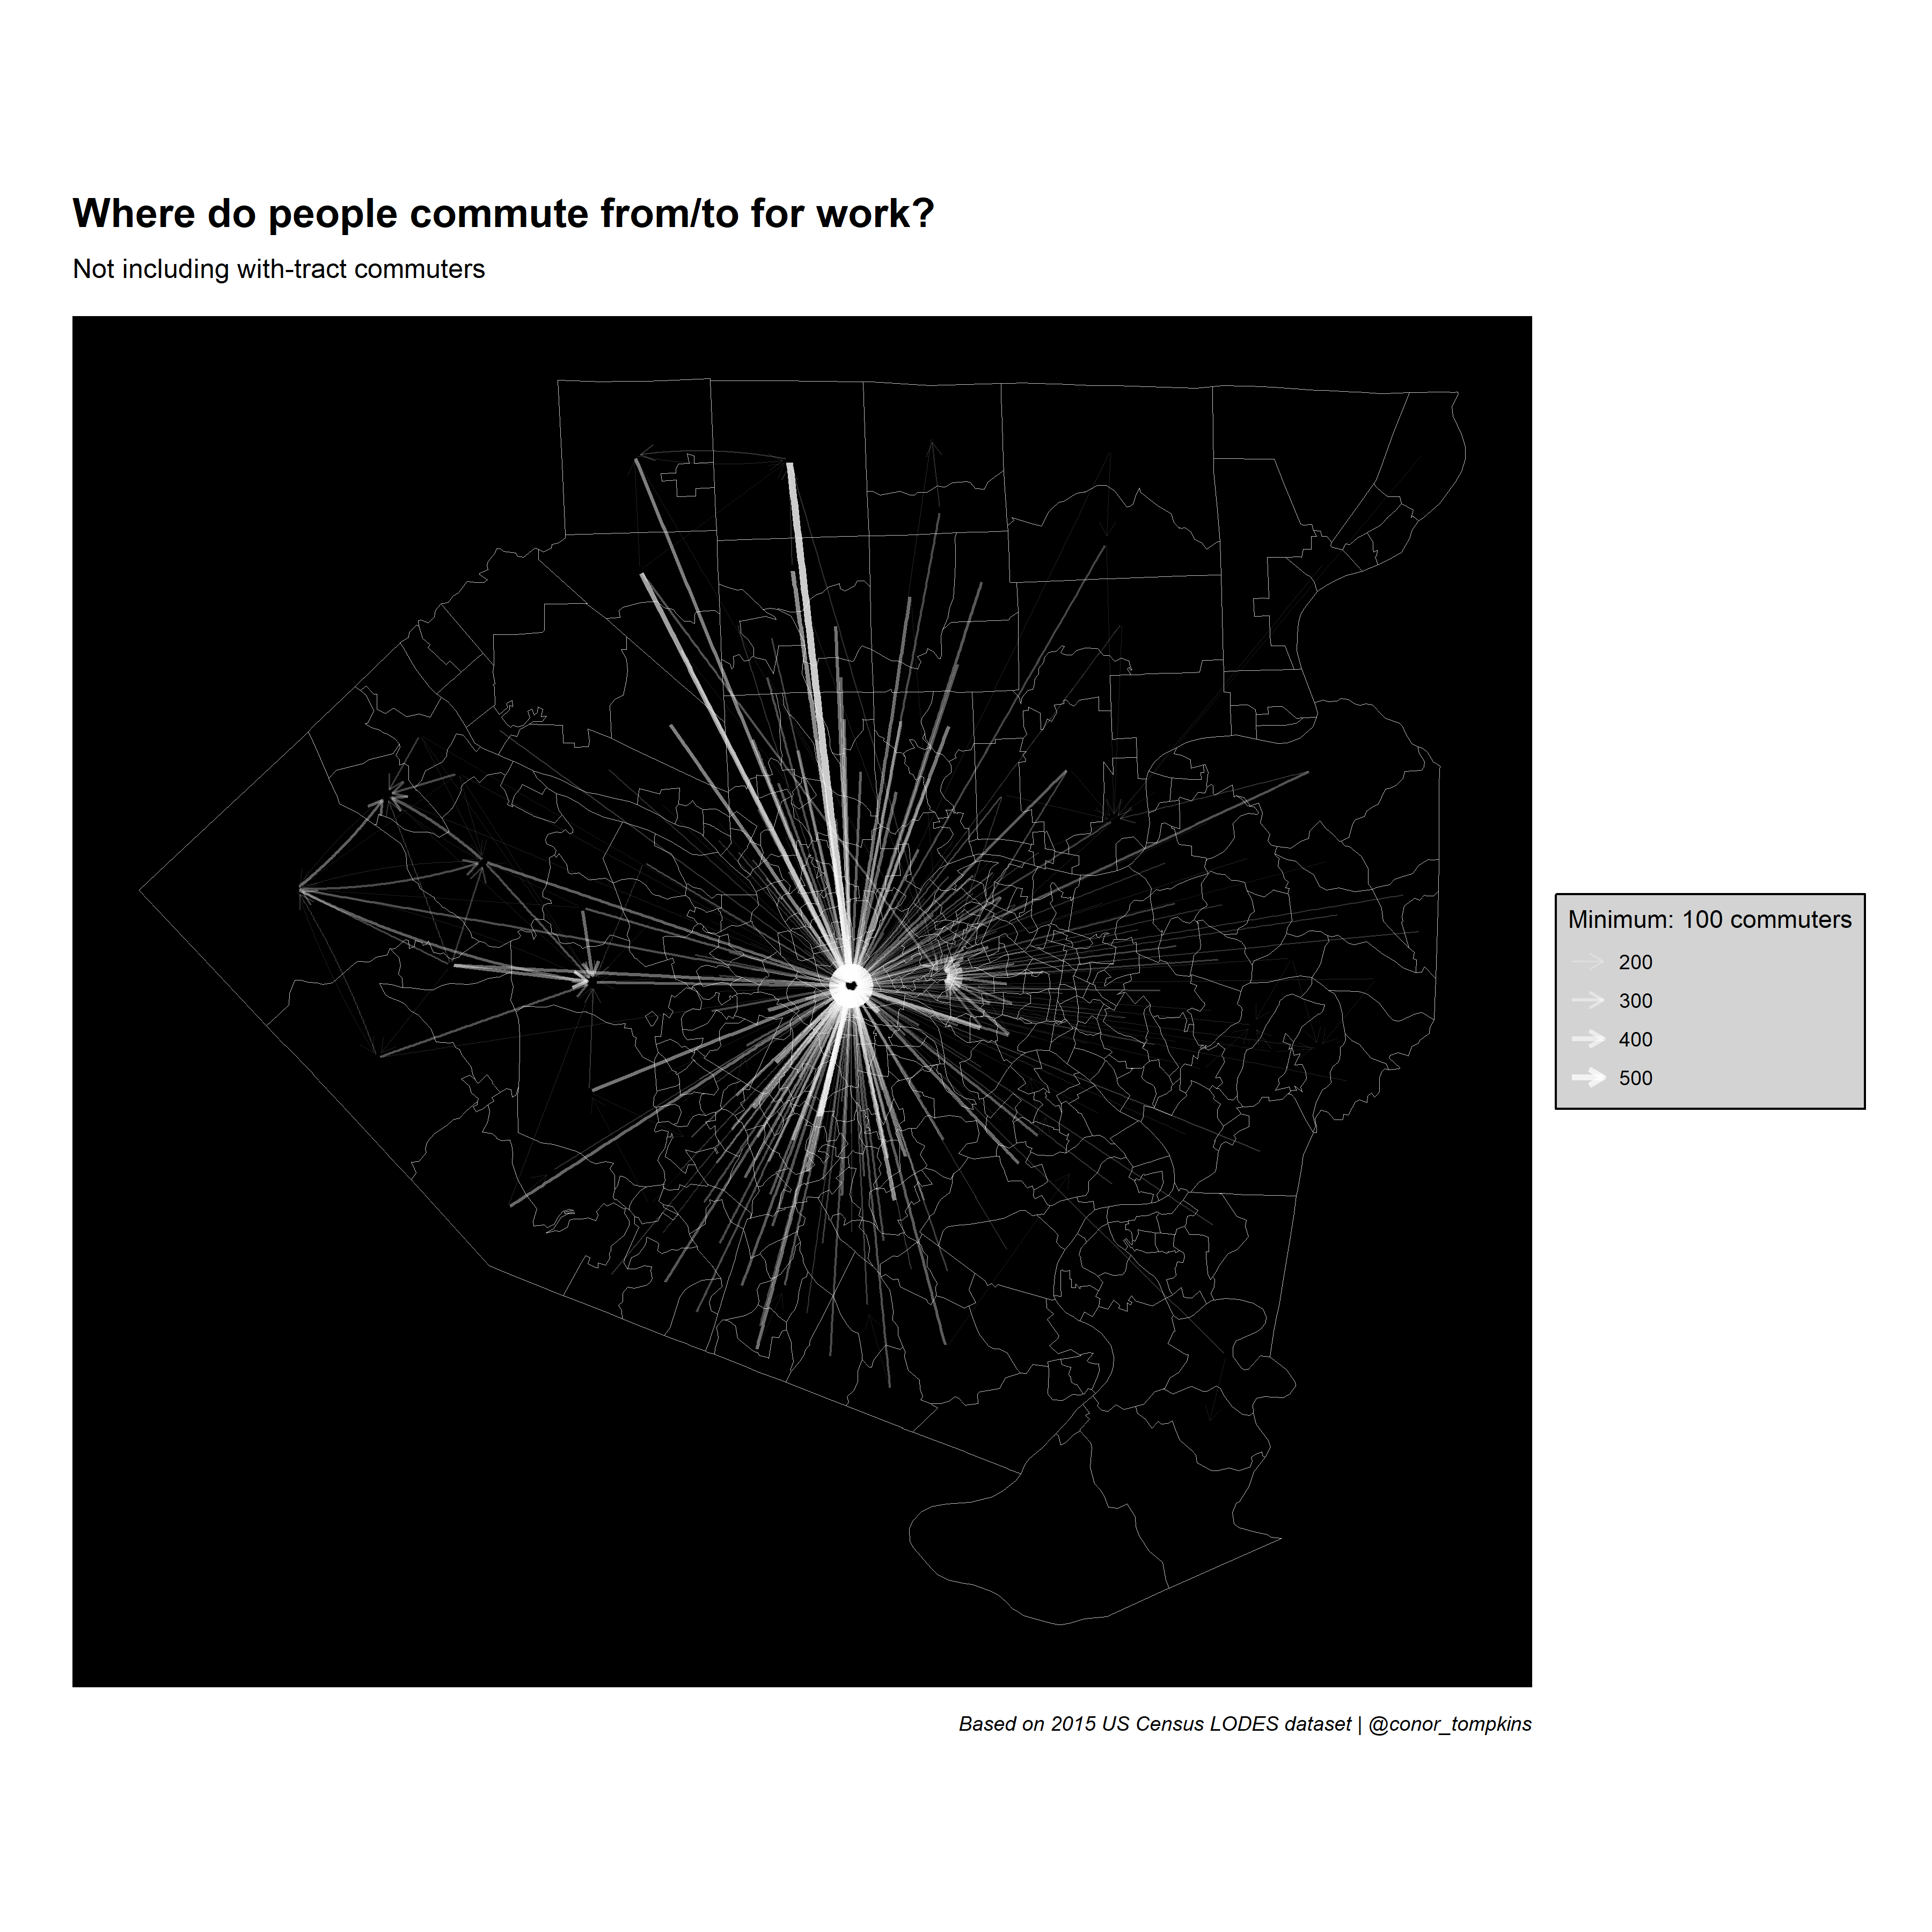 Where do people commute from/to for work?
Not including with-tract commuters
Minimum: 100 commuters
200
300
400
500
Based on 2015 US Census LODES dataset | @conor_tompkins